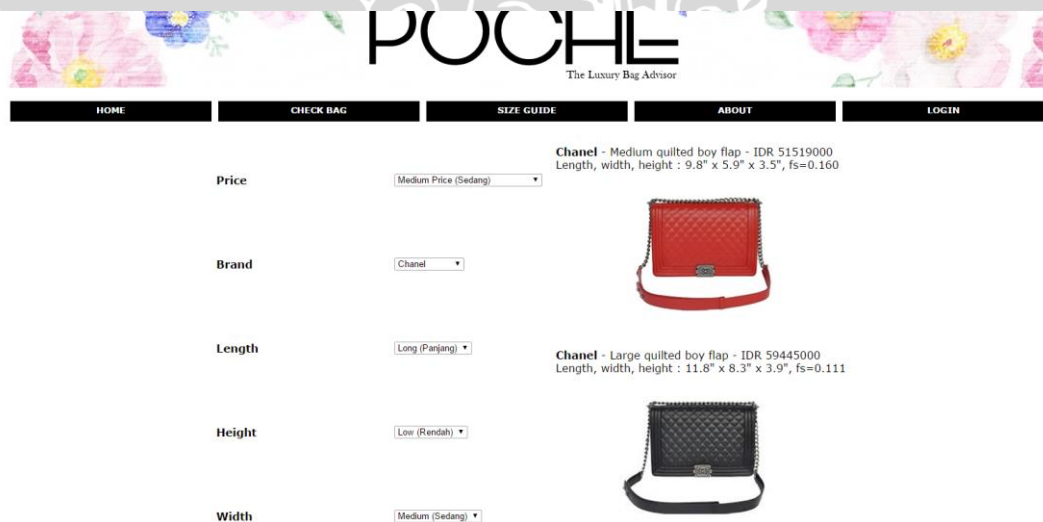 POCHE
The Luxury Bag Advisor
HOME CHECK BAG SIZE GUIDE ABOUT LOGIN
Price Medium Price (Sedang)
Brand Chanel
Length Long (Panjang)
Height Low (Rendah)
Width Medium (Sedang)
Chanel - Medium quilted boy flap - IDR 51519000
Length, width, height : 9.8" x 5.9" x 3.5", fs=0.160
Chanel - Large quilted boy flap - IDR 59445000
Length, width, height : 11.8" x 8.3" x 3.9", fs=0.111